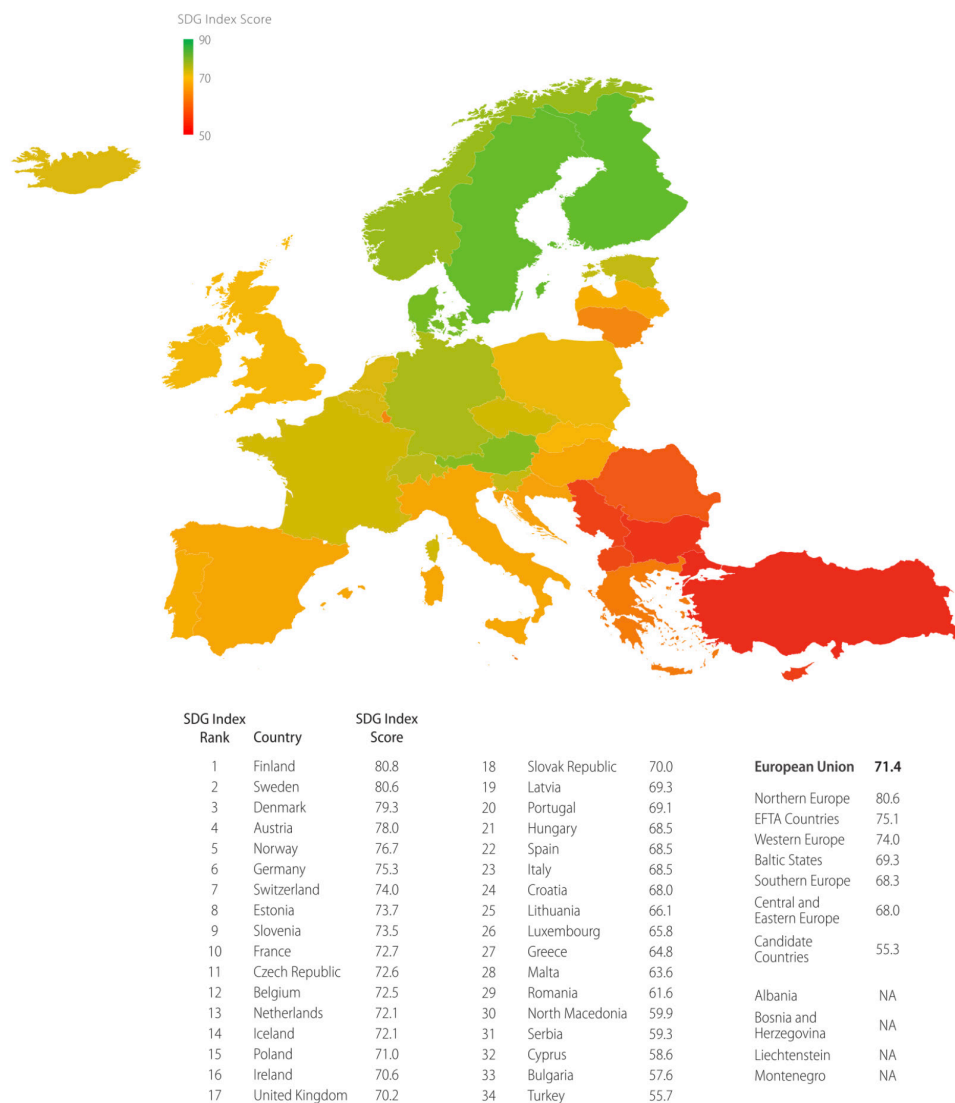 SDG Index Score
90
70
50
SDG Index
Rank Country SDG Index
Score
1 Finland 80.8
2 Sweden 80.6
3 Denmark 79.3
4 Austria 78.0
5 Norway 76.7
6 Germany 75.3
7 Switzerland 74.0
8 Estonia 73.7
9 Slovenia 73.5
10 France 72.7
11 Czech Republic 72.6
12 Belgium 72.5
13 Netherlands 72.1
14 Iceland 72.1
15 Poland 71.0
16 Ireland 70.6
17 United Kingdom 70.2
18 Slovak Republic 70.0
19 Latvia 69.3
20 Portugal 69.1
21 Hungary 68.5
22 Spain 68.5
23 Italy 68.5
24 Croatia 68.0
25 Lithuania 66.1
26 Luxembourg 65.8
27 Greece 64.8
28 Malta 63.6
29 Romania 61.6
30 North Macedonia 59.9
31 Serbia 59.3
32 Cyprus 58.6
33 Bulgaria 57.6
34 Turkey 55.7
European Union 71.4
Northern Europe 80.6
EFTA Countries 75.1
Western Europe 74.0
Baltic States 69.3
Southern Europe 68.3
Central and
Eastern Europe 68.0
Candidate
Countries 55.3
Albania NA
Bosnia and
Herzegovina NA
Liechtenstein NA
Montenegro NA